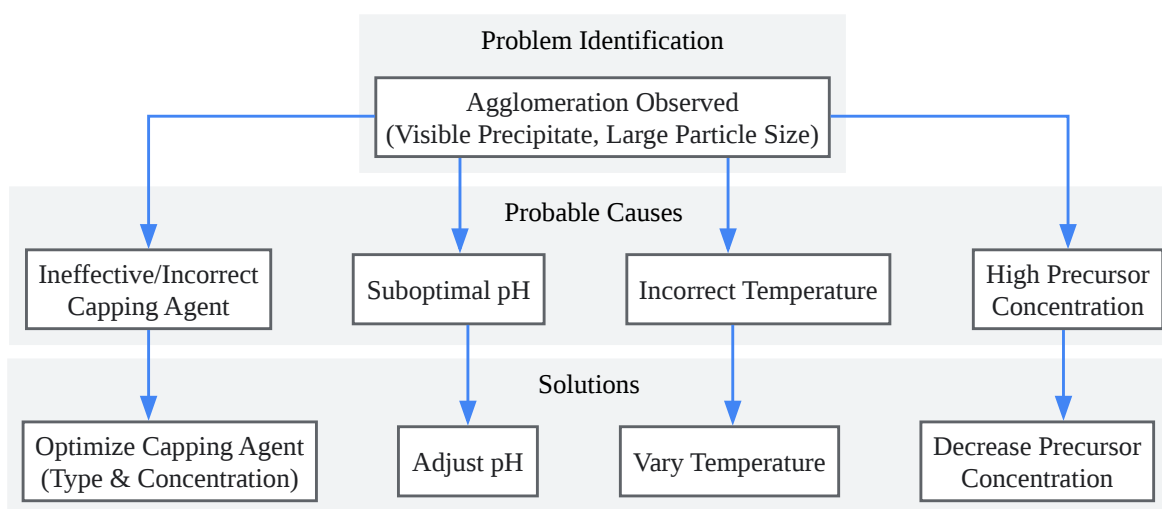 Problem Identification
Agglomeration Observed
(Visible Precipitate, Large Particle Size)
Probable Causes
Ineffective/Incorrect
Capping Agent
Suboptimal pH
Incorrect Temperature
High Precursor
Concentration
Solutions
Optimize Capping Agent
(Type & Concentration)
Adjust pH
Vary Temperature
Decrease Precursor
Concentration